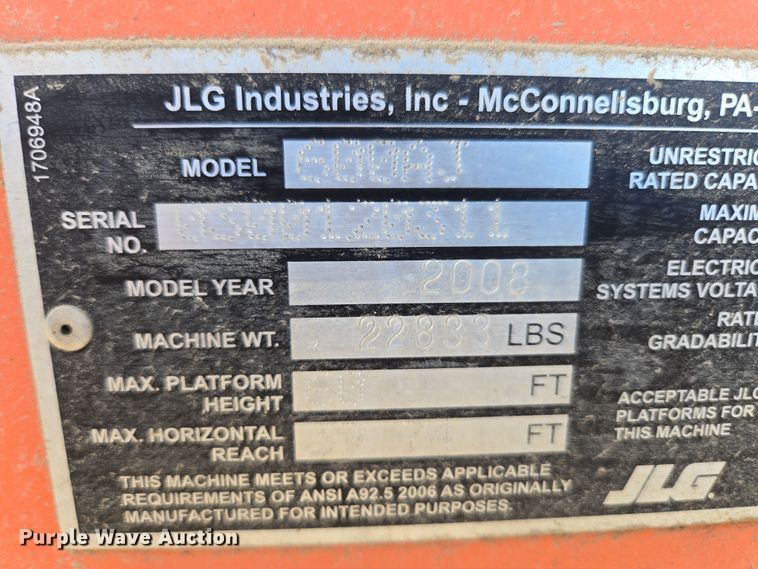 1706948A
JLG Industries, Inc - McConnellsburg, PA-
MODEL 600AJ
SERIAL NO.
MODEL YEAR 2008
MACHINE WT. 22833 LBS
MAX. PLATFORM HEIGHT 60 FT
MAX. HORIZONTAL REACH FT
THIS MACHINE MEETS OR EXCEEDS APPLICABLE
REQUIREMENTS OF ANSI A92.5 2006 AS ORIGINALLY
MANUFACTURED FOR INTENDED PURPOSES.
UNRESTRIC
RATED CAPA
MAXIM
CAPAC
ELECTRIC
SYSTEMS VOLTA
RATE
GRADABILIT
ACCEPTABLE JLG
PLATFORMS FOR
THIS MACHINE
JLG
Purple Wave Auction